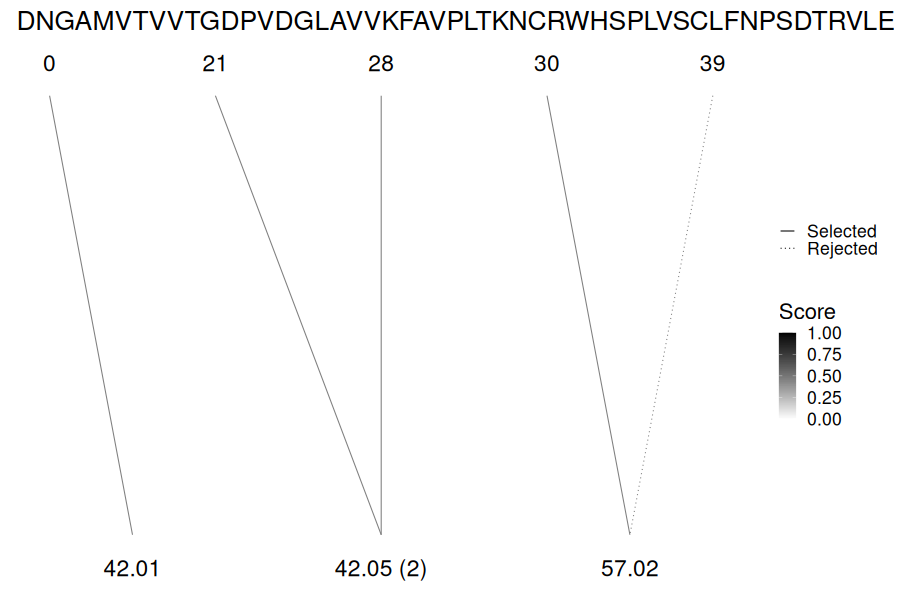 DNGAMVTVVTGDPVDGLAVVKFAVPLTKNCRWHSPLVSCLFNPSDTRVLE
0 21 28 30 39
Selected
Rejected
Score
1.00
0.75
0.50
0.25
0.00
42.01 42.05 (2) 57.02